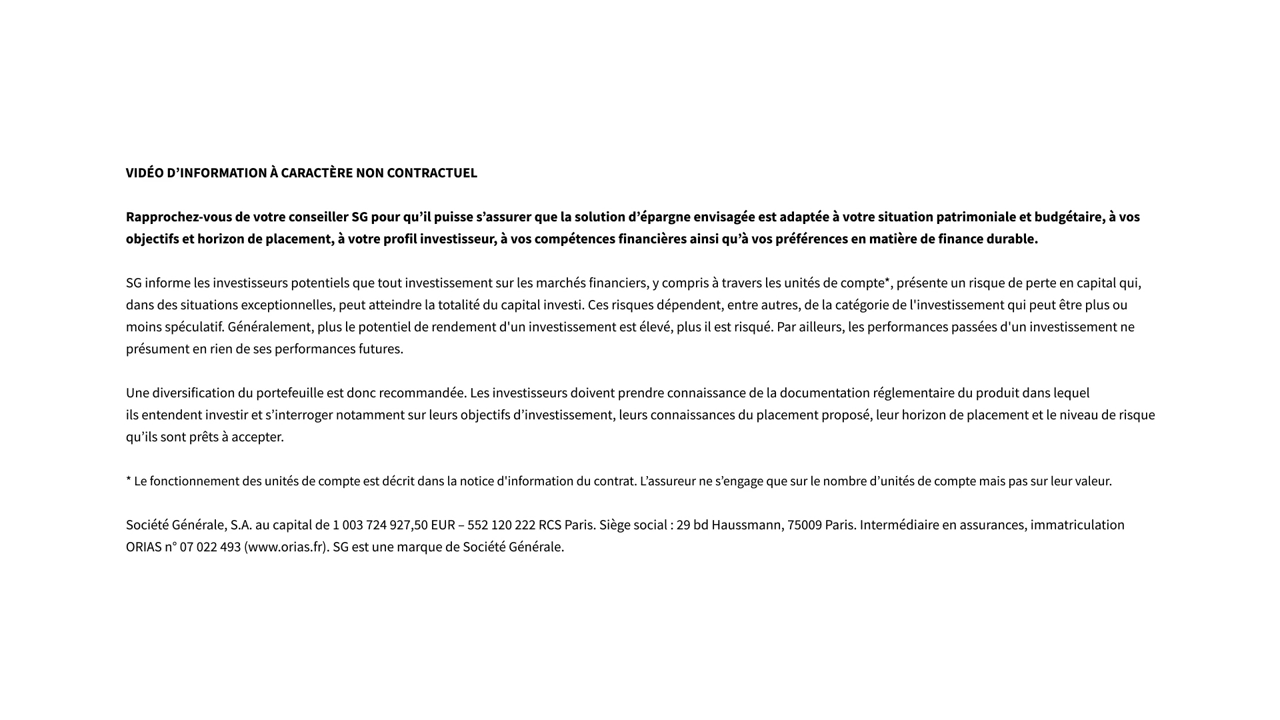 VIDÉO D’INFORMATION À CARACTÈRE NON CONTRACTUEL
Rapprochez-vous de votre conseiller SG pour qu’il puisse s’assurer que la solution d’épargne envisagée est adaptée à votre situation patrimoniale et budgétaire, à vos
objectifs et horizon de placement, à votre profil investisseur, à vos compétences financières ainsi qu’à vos préférences en matière de finance durable.
SG informe les investisseurs potentiels que tout investissement sur les marchés financiers, y compris à travers les unités de compte*, présente un risque de perte en capital qui,
dans des situations exceptionnelles, peut atteindre la totalité du capital investi. Ces risques dépendent, entre autres, de la catégorie de l'investissement qui peut être plus ou
moins spéculatif. Généralement, plus le potentiel de rendement d'un investissement est élevé, plus il est risqué. Par ailleurs, les performances passées d'un investissement ne
présument en rien de ses performances futures.
Une diversification du portefeuille est donc recommandée. Les investisseurs doivent prendre connaissance de la documentation réglementaire du produit dans lequel
ils entendent investir et s’interroger notamment sur leurs objectifs d’investissement, leurs connaissances du placement proposé, leur horizon de placement et le niveau de risque
qu’ils sont prêts à accepter.
* Le fonctionnement des unités de compte est décrit dans la notice d'information du contrat. L’assureur ne s’engage que sur le nombre d’unités de compte mais pas sur leur valeur.
Société Générale, S.A. au capital de 1 003 724 927,50 EUR – 552 120 222 RCS Paris. Siège social : 29 bd Haussmann, 75009 Paris. Intermédiaire en assurances, immatriculation
ORIAS n° 07 022 493 (www.orias.fr). SG est une marque de Société Générale.